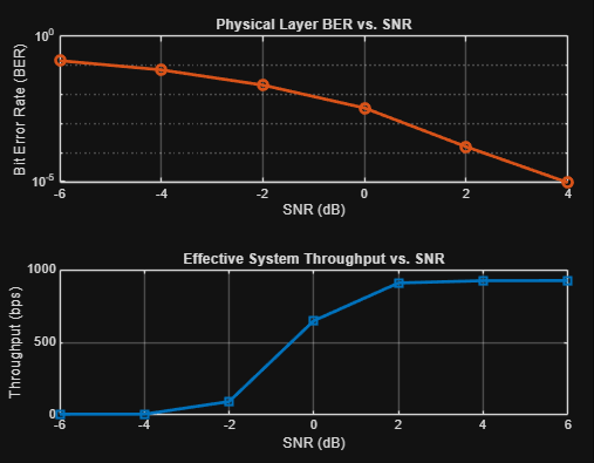 Physical Layer BER vs. SNR
Bit Error Rate (BER)
10^0
10^-5
-6 -4 -2 0 2 4
SNR (dB)
Effective System Throughput vs. SNR
Throughput (bps)
1000
500
0
-6 -4 -2 0 2 4 6
SNR (dB)